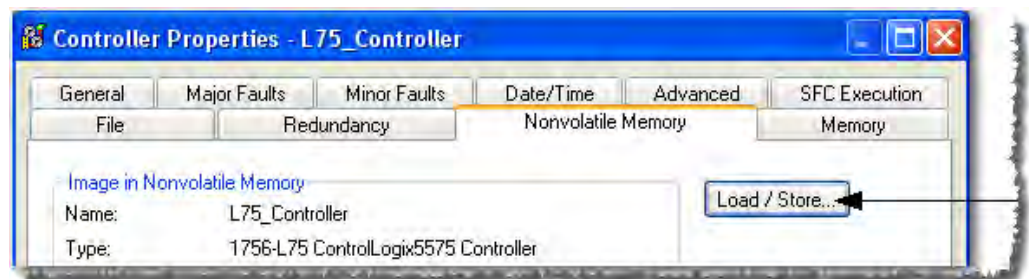 Controller Properties - L75_Controller
General Major Faults Minor Faults Date/Time Advanced SFC Execution
File Redundancy Nonvolatile Memory Memory
Image in Nonvolatile Memory
Load / Store...
Name: L75_Controller
Type: 1756-L75 ControlLogix5575 Controller